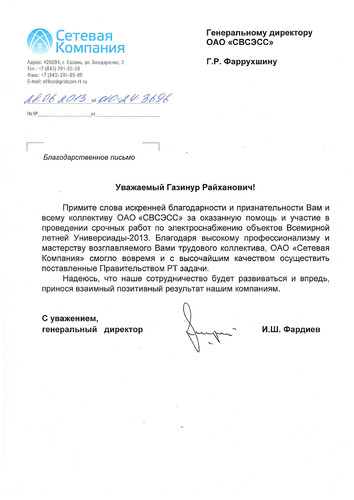 Сетевая
Компания
Адрес: 420094, г. Казань, ул. Бондаренко, 3
Тел.: +7 (843) 291-85-59
Факс: +7 (843) 291-85-89
E-mail: office@gridcom-rt.ru
Генеральному директору
ОАО «СВСЭСС»
Г.Р. Фаррухшину
28.06.2013 № 24-3696
На №
от
Благодарственное письмо
Уважаемый Газинур Райханович!
Примите слова искренней благодарности и признательности Вам и
всему коллективу ОАО «СВСЭСС» за оказанную помощь и участие в
проведении срочных работ по электроснабжению объектов Всемирной
летней Универсиады-2013. Благодаря высокому профессионализму и
мастерству возглавляемого Вами трудового коллектива, ОАО «Сетевая
Компания» смогло вовремя и с высочайшим качеством осуществить
поставленные Правительством РТ задачи.
Надеюсь, что наше сотрудничество будет развиваться и впредь,
принося взаимный позитивный результат нашим компаниям.
С уважением,
генеральный директор
И.Ш. Фардиев